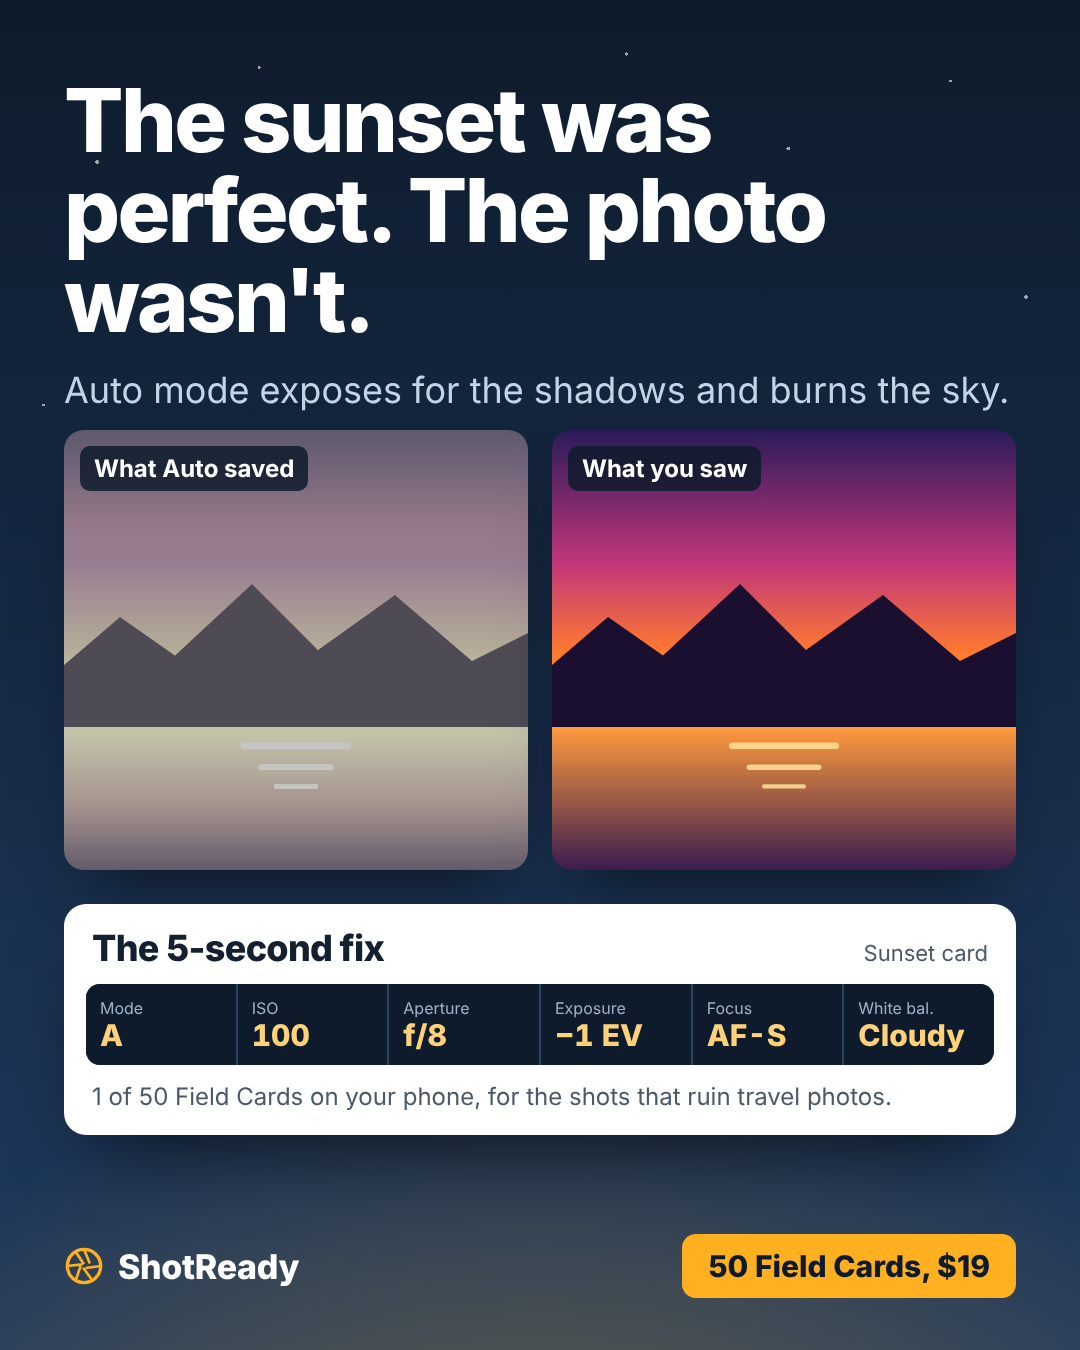 The sunset was
perfect. The photo
wasn't.
Auto mode exposes for the shadows and burns the sky.
What Auto saved
What you saw
The 5-second fix
Sunset card
Mode
A
ISO
100
Aperture
f/8
Exposure
−1 EV
Focus
AF-S
White bal.
Cloudy
1 of 50 Field Cards on your phone, for the shots that ruin travel photos.
ShotReady
50 Field Cards, $19